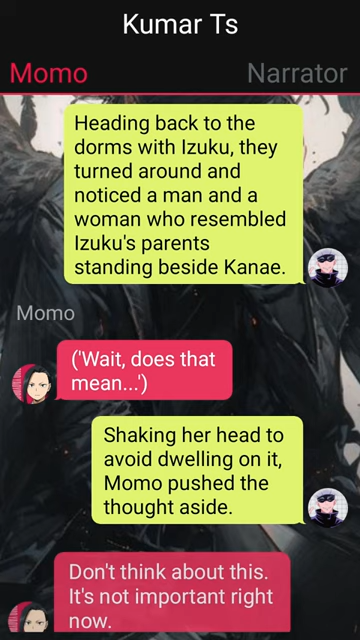 Kumar Ts
Momo Narrator
Heading back to the
dorms with Izuku, they
turned around and
noticed a man and a
woman who resembled
Izuku's parents
standing beside Kanae.
Momo
('Wait, does that
mean...')
Shaking her head to
avoid dwelling on it,
Momo pushed the
thought aside.
Don't think about this.
It's not important right
now.